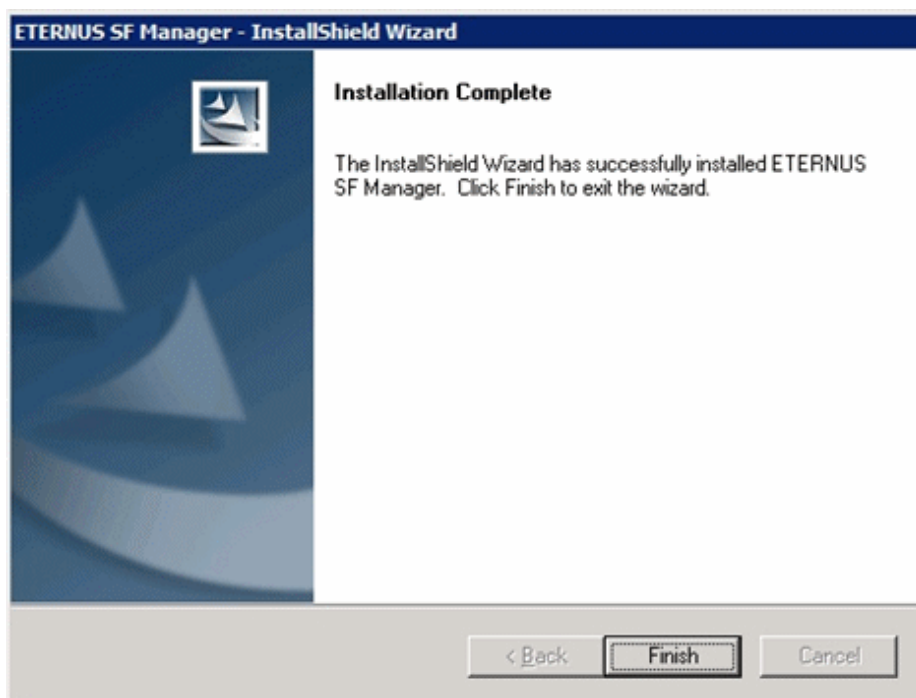 ETERNUS SF Manager - InstallShield Wizard
Installation Complete
The InstallShield Wizard has successfully installed ETERNUS
SF Manager.  Click Finish to exit the wizard.
< Back
Finish
Cancel